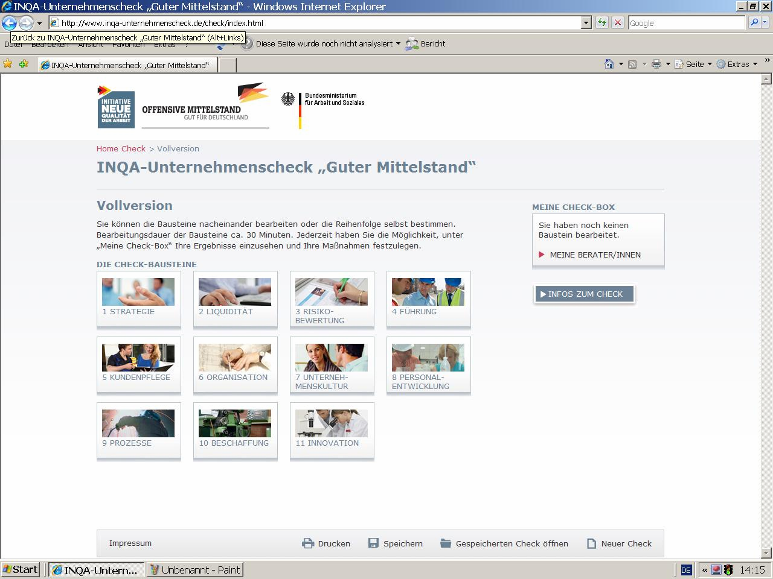 INQA-Unternehmenscheck „Guter Mittelstand" - Windows Internet Explorer
http://www.inqa-unternehmenscheck.de/check/index.html
Google
Zurück zu INQA-Unternehmenscheck „Guter Mittelstand" (Alt+Links)
Diese Seite wurde noch nicht analysiert
Bericht
INQA-Unternehmenscheck „Guter Mittelstand"
Seite
Extras
INITIATIVE
NEUE
QUALITÄT
DER ARBEIT
OFFENSIVE MITTELSTAND
GUT FÜR DEUTSCHLAND
Bundesministerium
für Arbeit und Soziales
Home Check > Vollversion
INQA-Unternehmenscheck „Guter Mittelstand"
Vollversion
Sie können die Bausteine nacheinander bearbeiten oder die Reihenfolge selbst bestimmen.
Bearbeitungsdauer der Bausteine ca. 30 Minuten. Jederzeit haben Sie die Möglichkeit, unter
„Meine Check-Box" Ihre Ergebnisse einzusehen und Ihre Maßnahmen festzulegen.
MEINE CHECK-BOX
Sie haben noch keinen
Baustein bearbeitet.
MEINE BERATER/INNEN
INFOS ZUM CHECK
DIE CHECK-BAUSTEINE
1 STRATEGIE
2 LIQUIDITÄT
3 RISIKO-
BEWERTUNG
4 FÜHRUNG
5 KUNDENPFLEGE
6 ORGANISATION
7 UNTERNEH-
MENSKULTUR
8 PERSONAL-
ENTWICKLUNG
9 PROZESSE
10 BESCHAFFUNG
11 INNOVATION
Impressum
Drucken
Speichern
Gespeicherten Check öffnen
Neuer Check
Start
INQA-Untern...
Unbenannt - Paint
DE
14:15